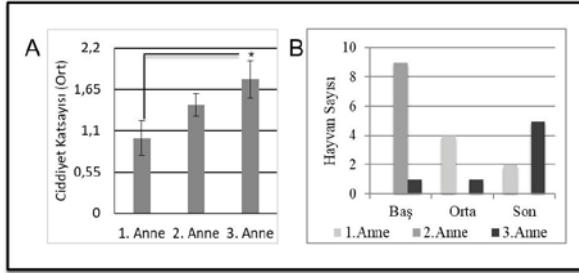 A
Ciddiyet Katsayısı (Ort)
2,2
1,65
1,1
0,55
0
*
1. Anne 2. Anne 3. Anne
B
Hayvan Sayısı
10
8
6
4
2
0
Baş Orta Son
1.Anne 2.Anne 3.Anne